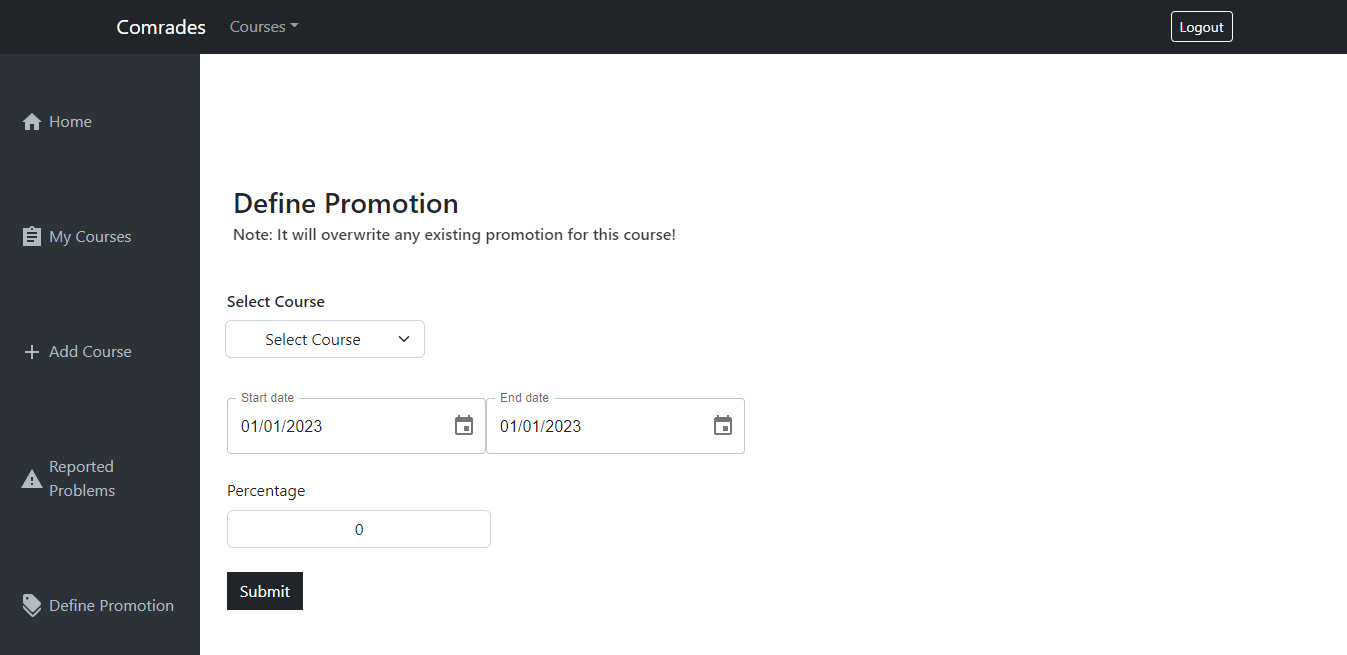 Comrades Courses Logout
Home
My Courses
Add Course
Reported
Problems
Define Promotion
Define Promotion
Note: It will overwrite any existing promotion for this course!
Select Course
Select Course
Start date End date
01/01/2023 01/01/2023
Percentage
0
Submit